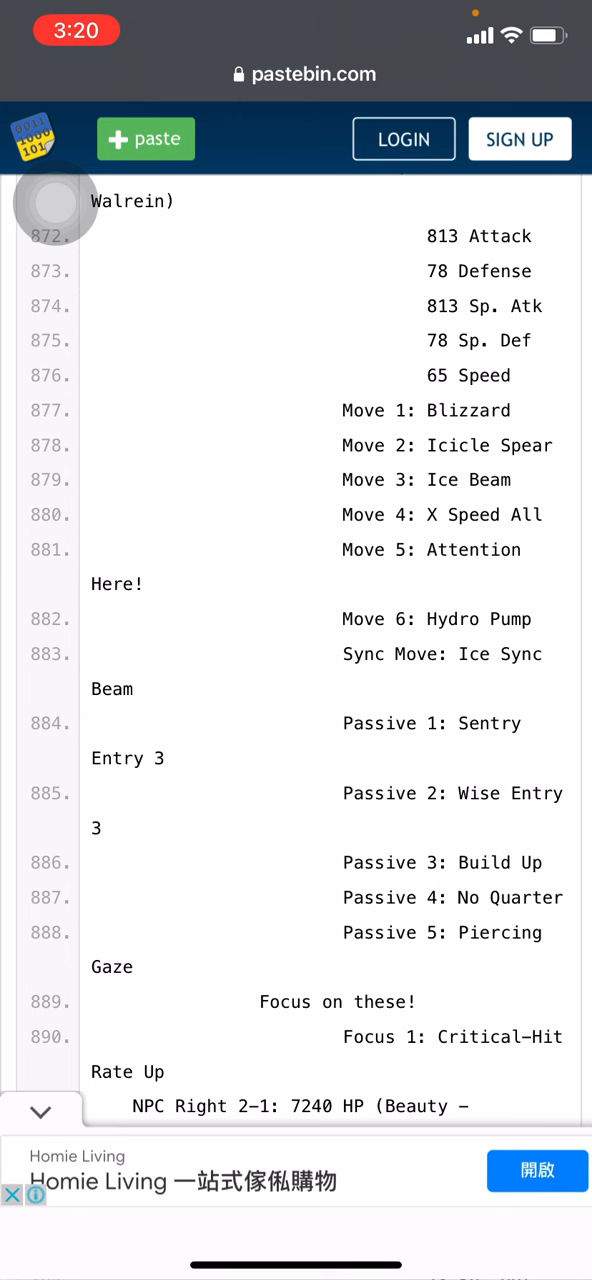 3:20
pastebin.com
0011
1000
101
paste
LOGIN
SIGN UP
Walrein)
872. 813 Attack
873. 78 Defense
874. 813 Sp. Atk
875. 78 Sp. Def
876. 65 Speed
877. Move 1: Blizzard
878. Move 2: Icicle Spear
879. Move 3: Ice Beam
880. Move 4: X Speed All
881. Move 5: Attention
Here!
882. Move 6: Hydro Pump
883. Sync Move: Ice Sync
Beam
884. Passive 1: Sentry
Entry 3
885. Passive 2: Wise Entry
3
886. Passive 3: Build Up
887. Passive 4: No Quarter
888. Passive 5: Piercing
Gaze
889. Focus on these!
890. Focus 1: Critical-Hit
Rate Up
NPC Right 2-1: 7240 HP (Beauty -
Homie Living
Homie Living 一站式傢俬購物
開啟